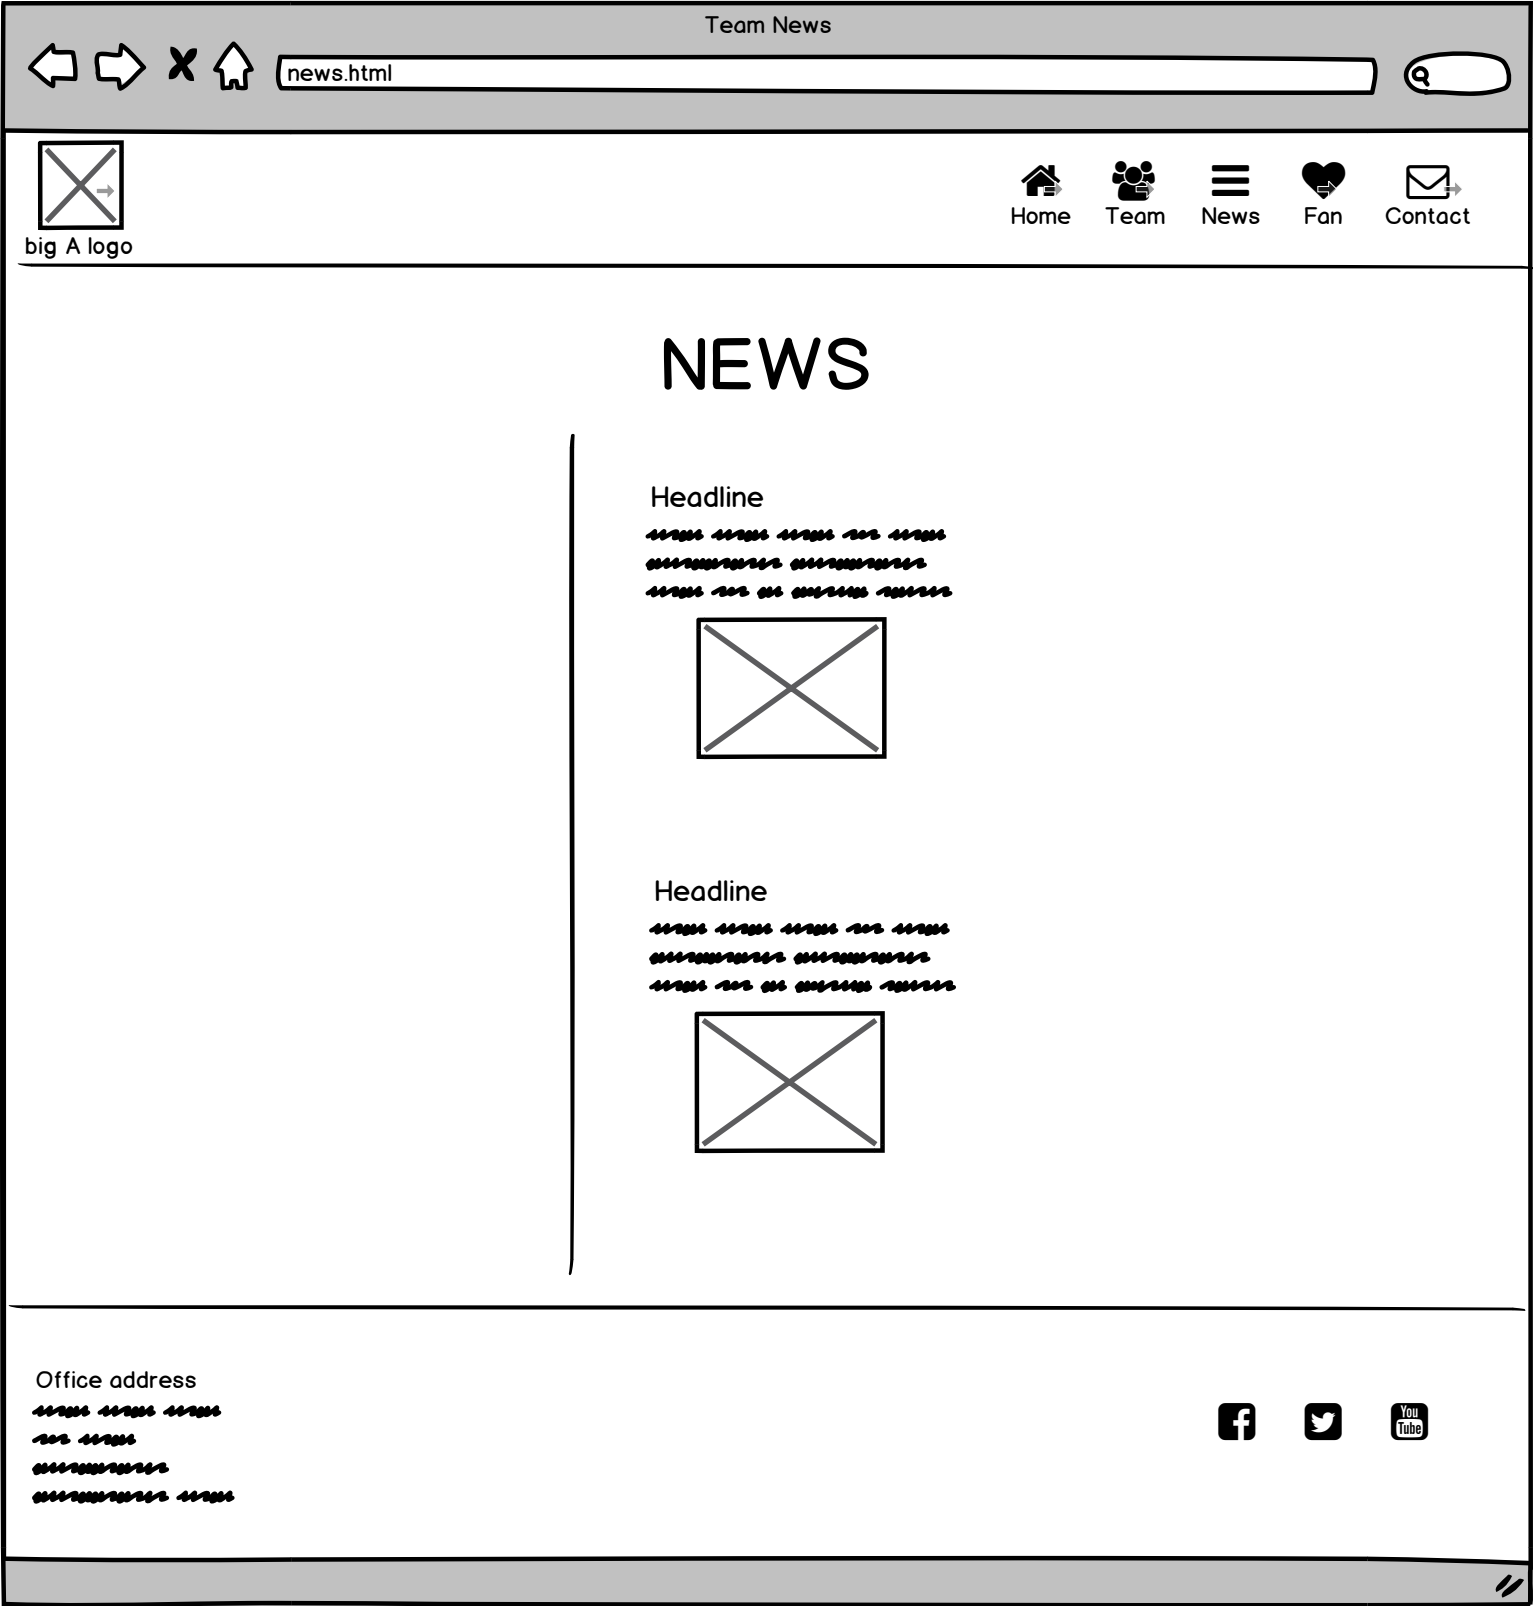 Team News
news.html
Home Team News Fan Contact
big A logo
NEWS
Headline
Headline
Office address
You
Tube